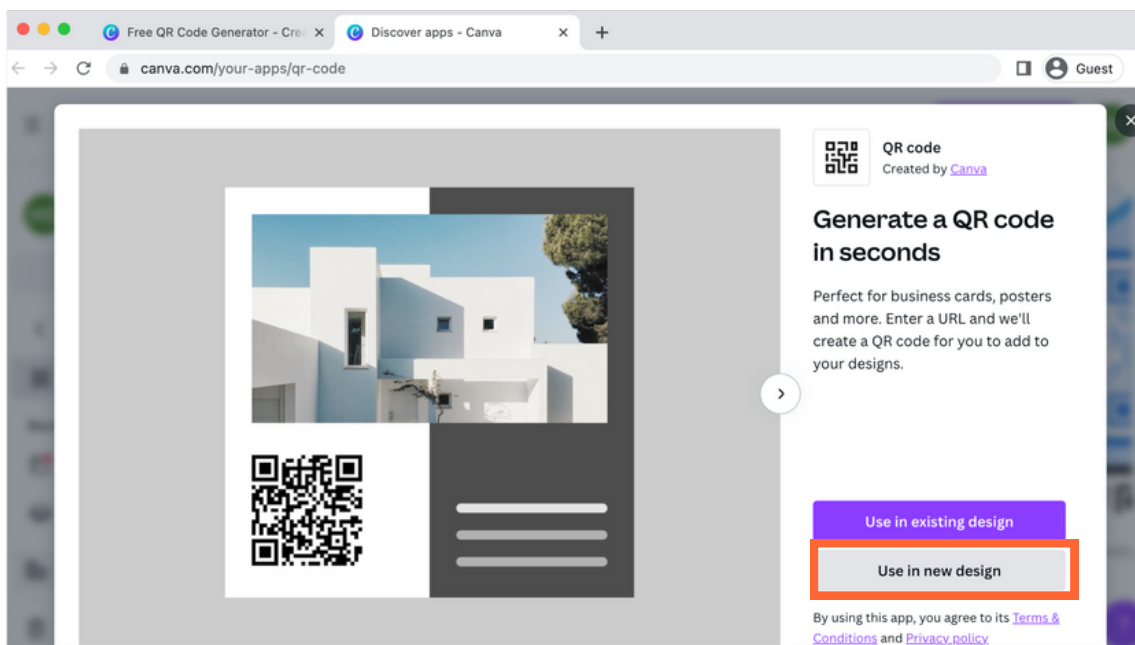 Free QR Code Generator - Cre
Discover apps - Canva
canva.com/your-apps/qr-code
Guest
QR code
Created by Canva
Generate a QR code
in seconds
Perfect for business cards, posters
and more. Enter a URL and we'll
create a QR code for you to add to
your designs.
Use in existing design
Use in new design
By using this app, you agree to its Terms &
Conditions and Privacy policy